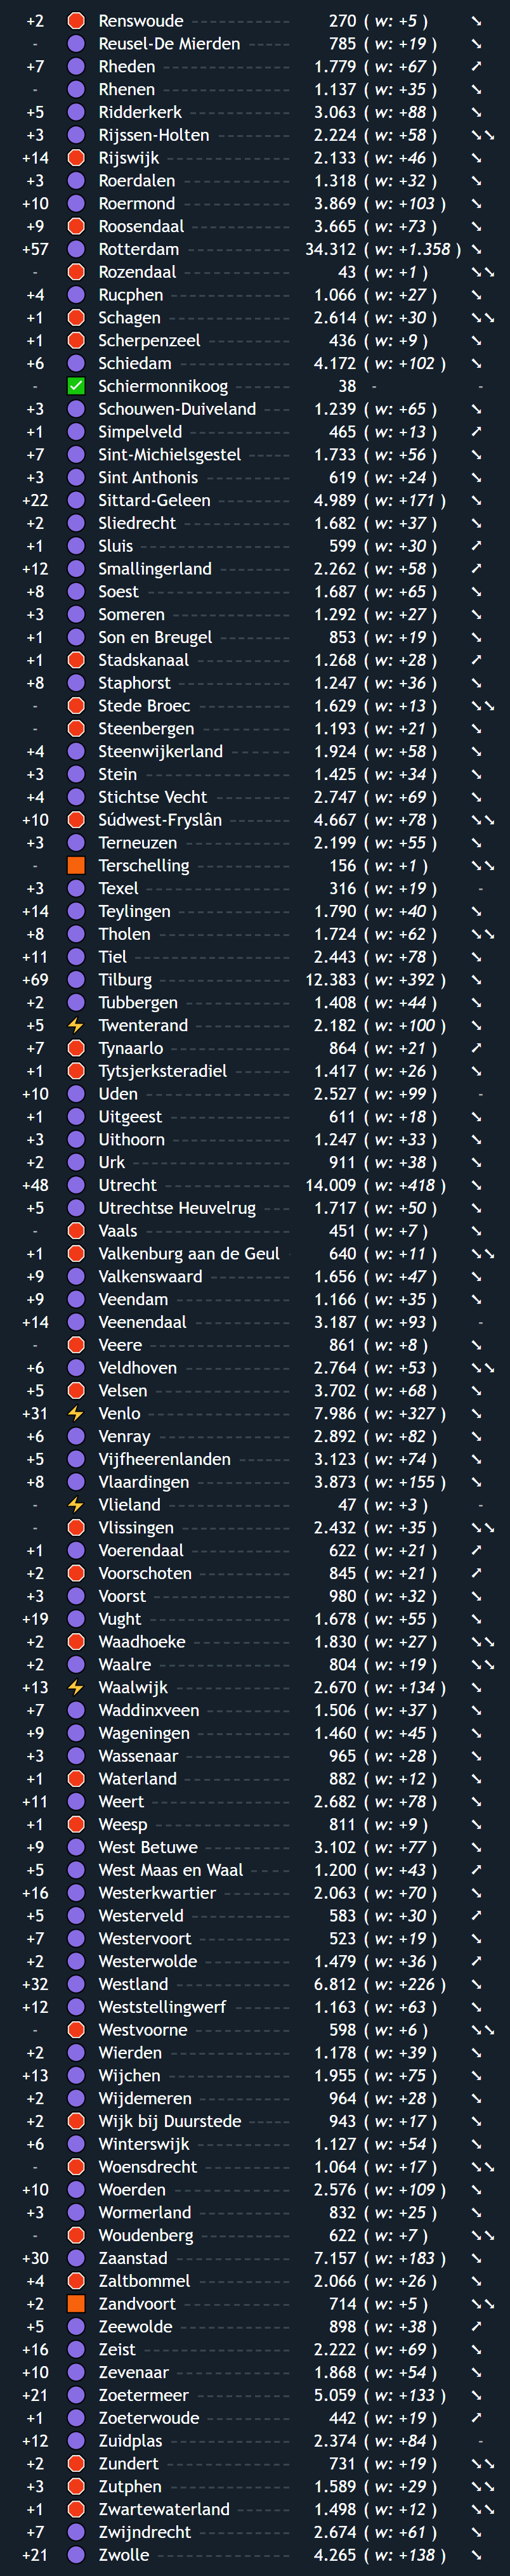 +2 Renswoude 270 ( w: +5 )
- Reusel-De Mierden 785 ( w: +19 )
+7 Rheden 1.779 ( w: +67 )
- Rhenen 1.137 ( w: +35 )
+5 Ridderkerk 3.063 ( w: +88 )
+3 Rijssen-Holten 2.224 ( w: +58 )
+14 Rijswijk 2.133 ( w: +46 )
+3 Roerdalen 1.318 ( w: +32 )
+10 Roermond 3.869 ( w: +103 )
+9 Roosendaal 3.665 ( w: +73 )
+57 Rotterdam 34.312 ( w: +1.358 )
- Rozendaal 43 ( w: +1 )
+4 Rucphen 1.066 ( w: +27 )
+1 Schagen 2.614 ( w: +30 )
+1 Scherpenzeel 436 ( w: +9 )
+6 Schiedam 4.172 ( w: +102 )
- Schiermonnikoog 38 - -
+3 Schouwen-Duiveland 1.239 ( w: +65 )
+1 Simpelveld 465 ( w: +13 )
+7 Sint-Michielsgestel 1.733 ( w: +56 )
+3 Sint Anthonis 619 ( w: +24 )
+22 Sittard-Geleen 4.989 ( w: +171 )
+2 Sliedrecht 1.682 ( w: +37 )
+1 Sluis 599 ( w: +30 )
+12 Smallingerland 2.262 ( w: +58 )
+8 Soest 1.687 ( w: +65 )
+3 Someren 1.292 ( w: +27 )
+1 Son en Breugel 853 ( w: +19 )
+1 Stadskanaal 1.268 ( w: +28 )
+8 Staphorst 1.247 ( w: +36 )
- Stede Broec 1.629 ( w: +13 )
- Steenbergen 1.193 ( w: +21 )
+4 Steenwijkerland 1.924 ( w: +58 )
+3 Stein 1.425 ( w: +34 )
+4 Stichtse Vecht 2.747 ( w: +69 )
+10 Súdwest-Fryslân 4.667 ( w: +78 )
+3 Terneuzen 2.199 ( w: +55 )
- Terschelling 156 ( w: +1 )
+3 Texel 316 ( w: +19 ) -
+14 Teylingen 1.790 ( w: +40 )
+8 Tholen 1.724 ( w: +62 )
+11 Tiel 2.443 ( w: +78 )
+69 Tilburg 12.383 ( w: +392 )
+2 Tubbergen 1.408 ( w: +44 )
+5 Twenterand 2.182 ( w: +100 )
+7 Tynaarlo 864 ( w: +21 )
+1 Tytsjerksteradiel 1.417 ( w: +26 )
+10 Uden 2.527 ( w: +99 ) -
+1 Uitgeest 611 ( w: +18 )
+3 Uithoorn 1.247 ( w: +33 )
+2 Urk 911 ( w: +38 )
+48 Utrecht 14.009 ( w: +418 )
+5 Utrechtse Heuvelrug 1.717 ( w: +50 )
- Vaals 451 ( w: +7 )
+1 Valkenburg aan de Geul 640 ( w: +11 )
+9 Valkenswaard 1.656 ( w: +47 )
+9 Veendam 1.166 ( w: +35 )
+14 Veenendaal 3.187 ( w: +93 ) -
- Veere 861 ( w: +8 )
+6 Veldhoven 2.764 ( w: +53 )
+5 Velsen 3.702 ( w: +68 )
+31 Venlo 7.986 ( w: +327 )
+6 Venray 2.892 ( w: +82 )
+5 Vijfheerenlanden 3.123 ( w: +74 )
+8 Vlaardingen 3.873 ( w: +155 )
- Vlieland 47 ( w: +3 ) -
- Vlissingen 2.432 ( w: +35 )
+1 Voerendaal 622 ( w: +21 )
+2 Voorschoten 845 ( w: +21 )
+3 Voorst 980 ( w: +32 )
+19 Vught 1.678 ( w: +55 )
+2 Waadhoeke 1.830 ( w: +27 )
+2 Waalre 804 ( w: +19 )
+13 Waalwijk 2.670 ( w: +134 )
+7 Waddinxveen 1.506 ( w: +37 )
+9 Wageningen 1.460 ( w: +45 )
+3 Wassenaar 965 ( w: +28 )
+1 Waterland 882 ( w: +12 )
+11 Weert 2.682 ( w: +78 )
+1 Weesp 811 ( w: +9 )
+9 West Betuwe 3.102 ( w: +77 )
+5 West Maas en Waal 1.200 ( w: +43 )
+16 Westerkwartier 2.063 ( w: +70 )
+5 Westerveld 583 ( w: +30 )
+7 Westervoort 523 ( w: +19 )
+2 Westerwolde 1.479 ( w: +36 )
+32 Westland 6.812 ( w: +226 )
+12 Weststellingwerf 1.163 ( w: +63 )
- Westvoorne 598 ( w: +6 )
+2 Wierden 1.178 ( w: +39 )
+13 Wijchen 1.955 ( w: +75 )
+2 Wijdemeren 964 ( w: +28 )
+2 Wijk bij Duurstede 943 ( w: +17 )
+6 Winterswijk 1.127 ( w: +54 )
- Woensdrecht 1.064 ( w: +17 )
+10 Woerden 2.576 ( w: +109 )
+3 Wormerland 832 ( w: +25 )
- Woudenberg 622 ( w: +7 )
+30 Zaanstad 7.157 ( w: +183 )
+4 Zaltbommel 2.066 ( w: +26 )
+2 Zandvoort 714 ( w: +5 )
+5 Zeewolde 898 ( w: +38 )
+16 Zeist 2.222 ( w: +69 )
+10 Zevenaar 1.868 ( w: +54 )
+21 Zoetermeer 5.059 ( w: +133 )
+1 Zoeterwoude 442 ( w: +19 )
+12 Zuidplas 2.374 ( w: +84 ) -
+2 Zundert 731 ( w: +19 )
+3 Zutphen 1.589 ( w: +29 )
+1 Zwartewaterland 1.498 ( w: +12 )
+7 Zwijndrecht 2.674 ( w: +61 )
+21 Zwolle 4.265 ( w: +138 )